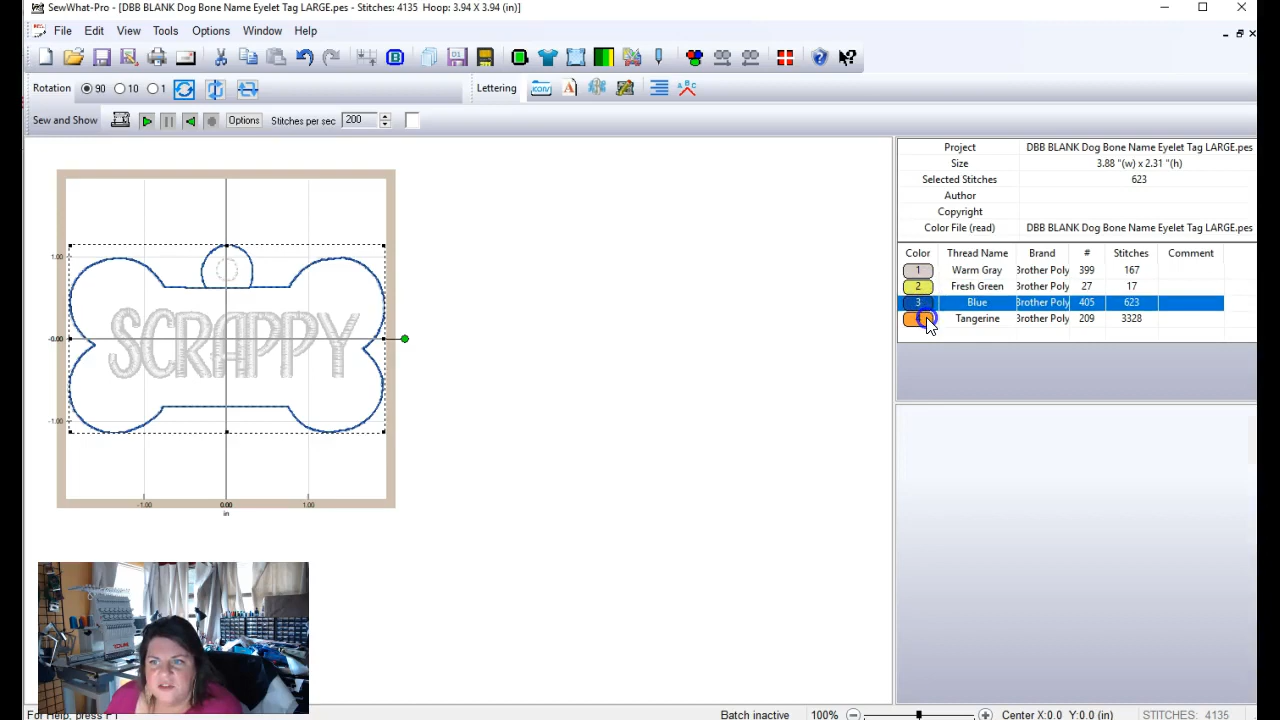 SewWhat-Pro - [DBB BLANK Dog Bone Name Eyelet Tag LARGE.pes - Stitches: 4135 Hoop: 3.94 X 3.94 (in)]
File Edit View Tools Options Window Help
Rotation 90 10 1 Lettering
Sew and Show Options Stitches per sec 200
Project DBB BLANK Dog Bone Name Eyelet Tag LARGE.pes
Size 3.88 "(w) x 2.31 "(h)
Selected Stitches 623
Author
Copyright
Color File (read) DBB BLANK Dog Bone Name Eyelet Tag LARGE.pes
Color Thread Name Brand # Stitches Comment
1 Warm Gray Brother Poly 399 167
2 Fresh Green Brother Poly 27 17
3 Blue Brother Poly 405 623
Tangerine Brother Poly 209 3328
1.00
SCRAPPY
-0.00
-1.00
-1.00 0.00 1.00
in
For Help, press F1 Batch inactive 100% Center X:0.0 Y:0.0 (in) STITCHES: 4135